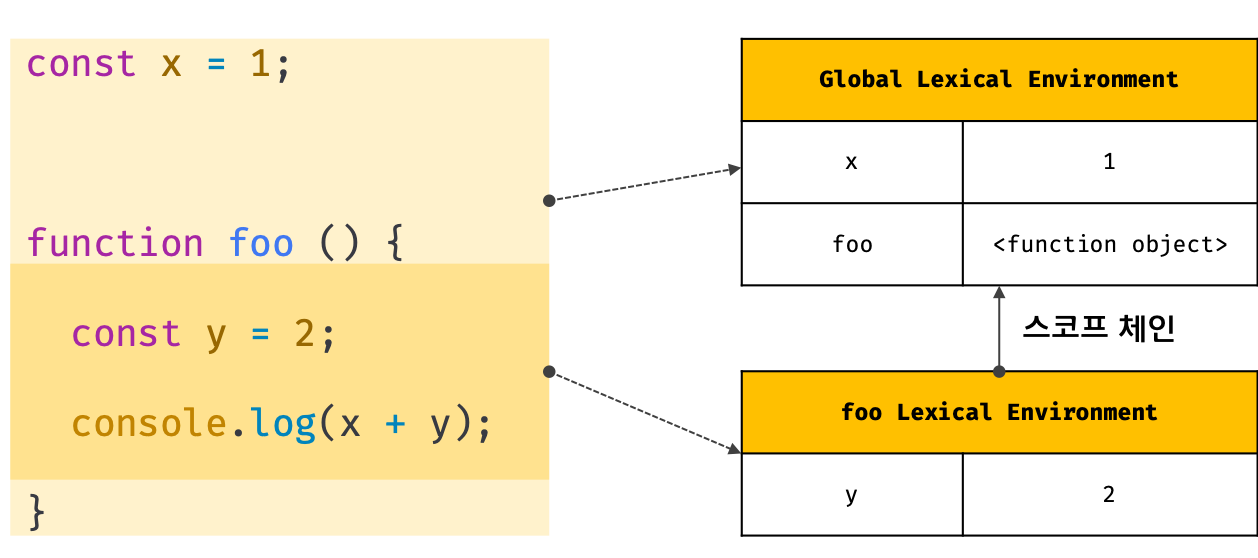 const x = 1;
function foo () {
const y = 2;
console.log(x + y);
}
Global Lexical Environment
x 1
foo <function object>
스코프 체인
foo Lexical Environment
y 2